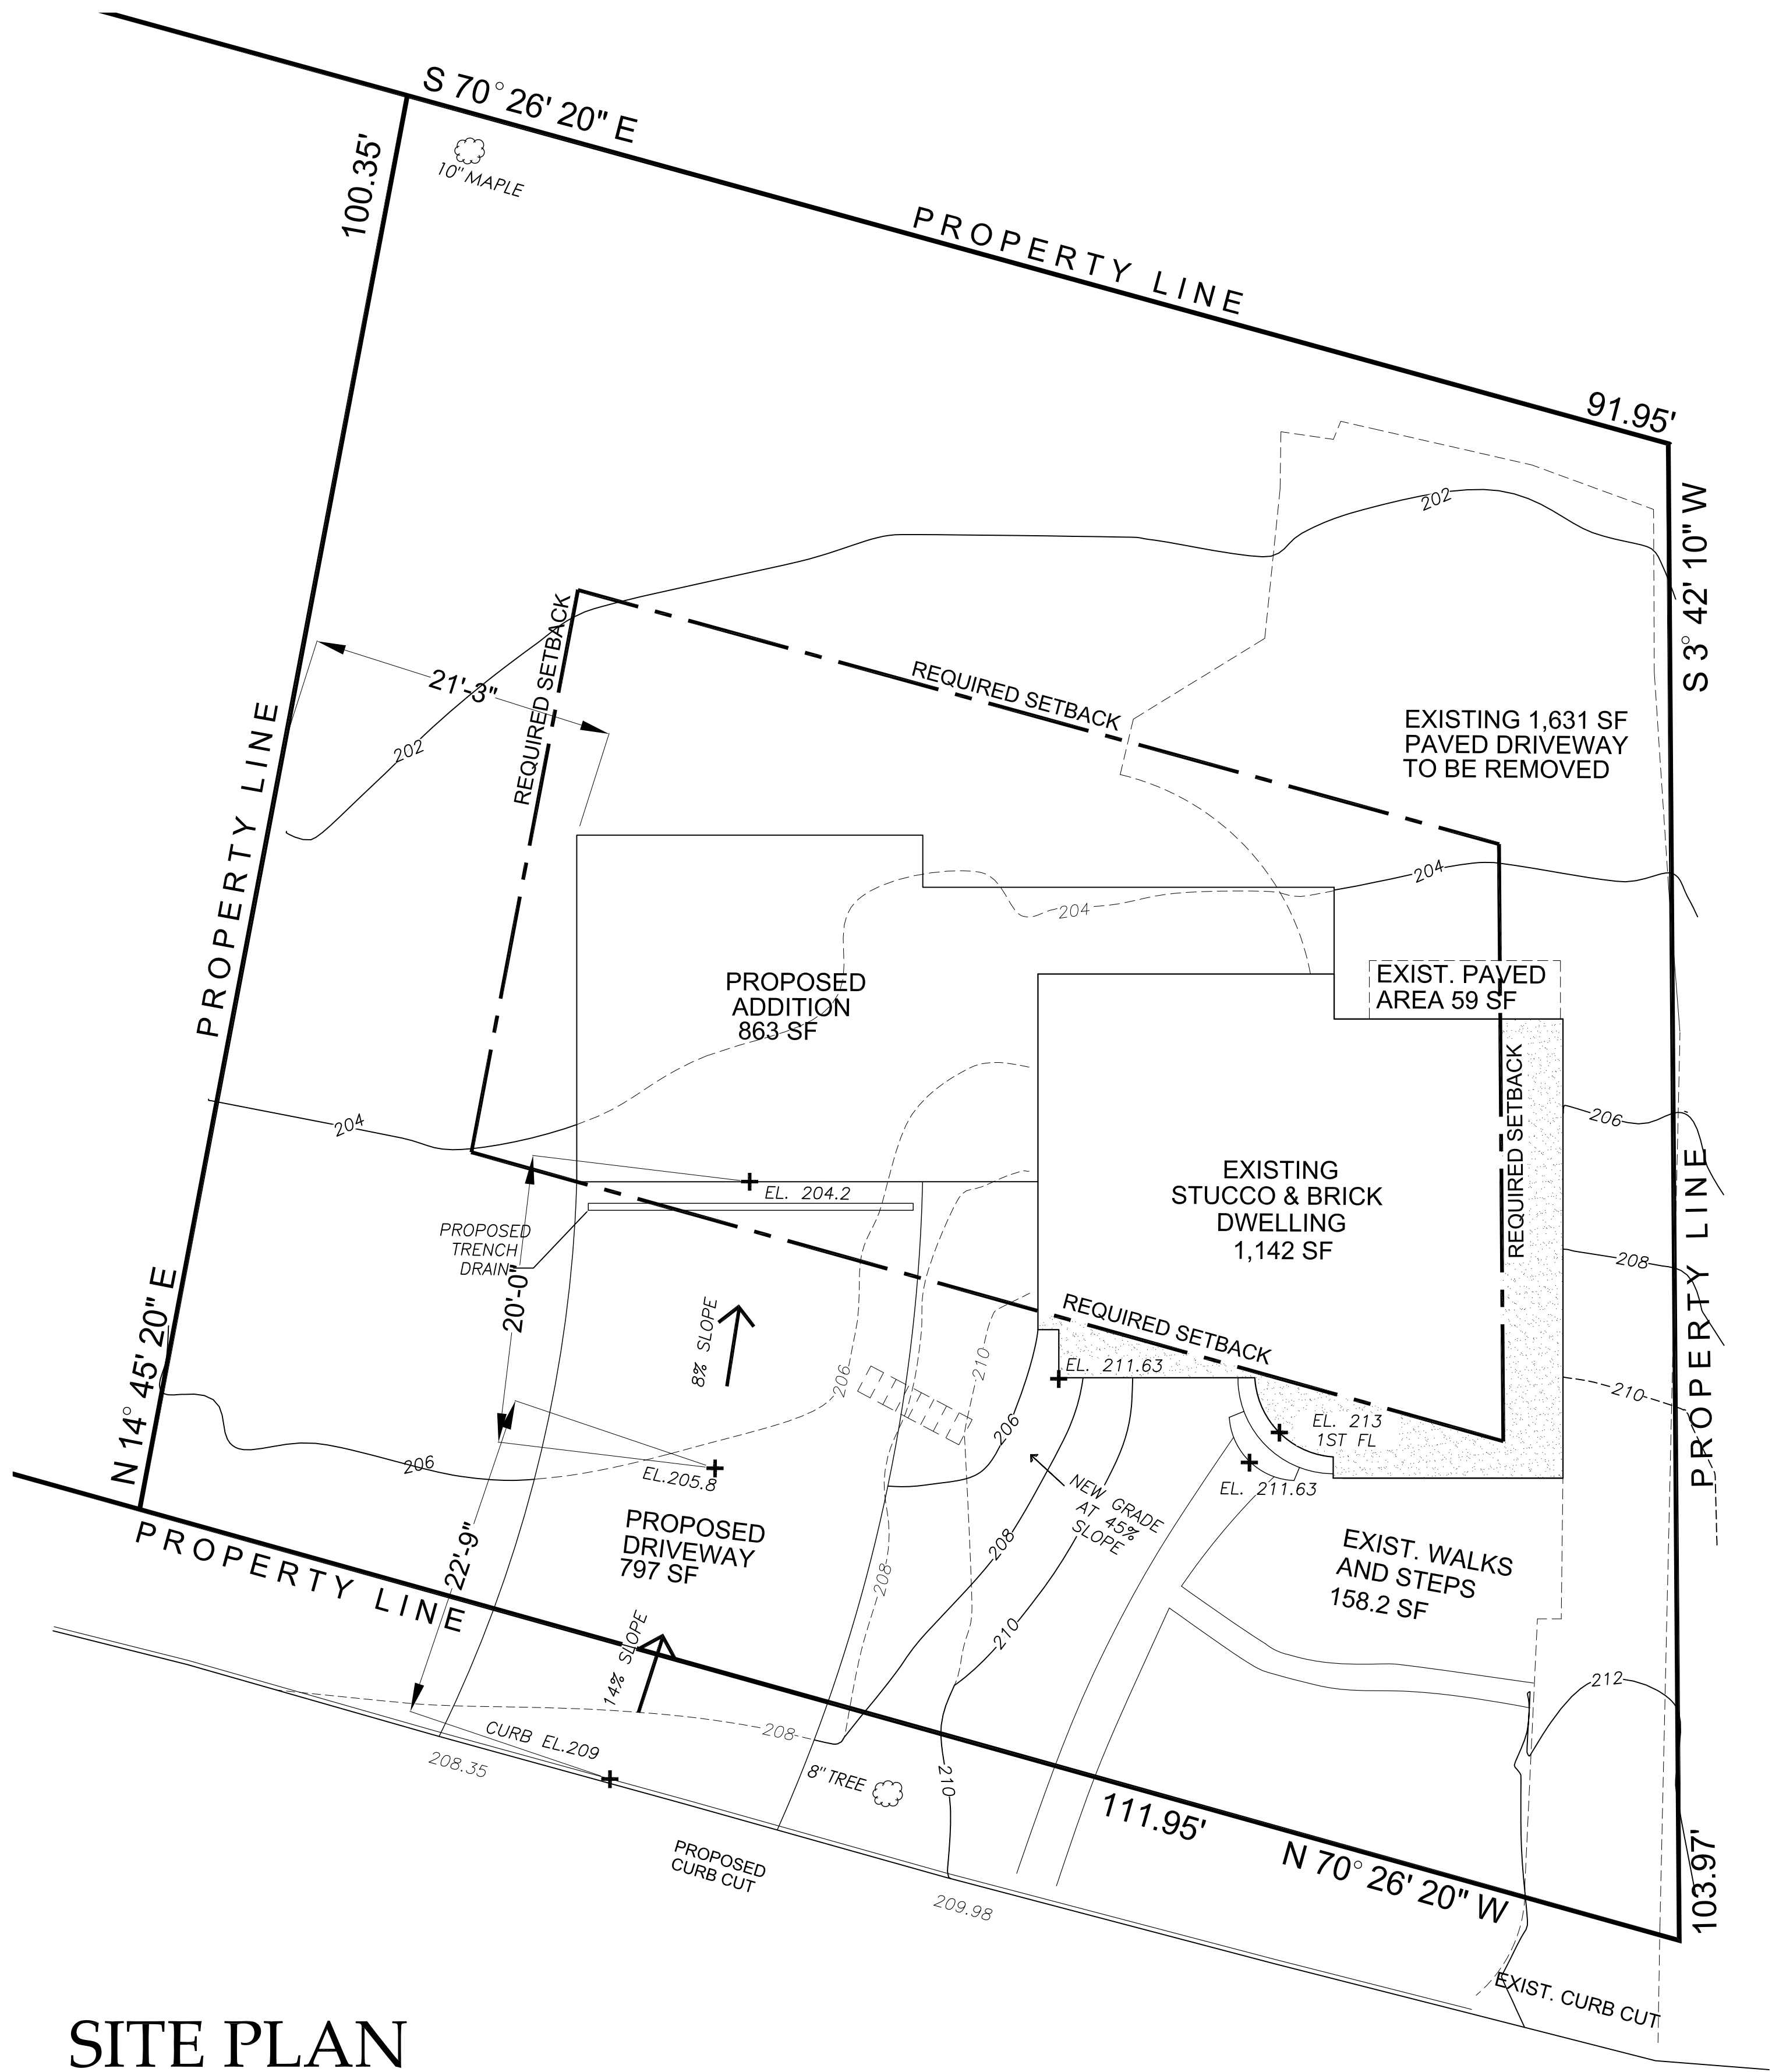 S 70° 26' 20" E
100.35'
10" MAPLE
PROPERTY LINE
91.95'
S 3° 42' 10" W
202
REQUIRED SETBACK
21'-3"
REQUIRED SETBACK
202
EXISTING 1,631 SF
PAVED DRIVEWAY
TO BE REMOVED
PROPERTY LINE
204
204
PROPOSED
ADDITION
863 SF
EXIST. PAVED
AREA 59 SF
REQUIRED SETBACK
206
204
EXISTING
STUCCO & BRICK
DWELLING
1,142 SF
EL. 204.2
PROPOSED
TRENCH
DRAIN
20'-0"
208
PROPERTY LINE
N 14° 45' 20" E
8% SLOPE
REQUIRED SETBACK
206
210
EL. 211.63
210
206
EL. 213
1ST FL
206
EL.205.8
EL. 211.63
NEW GRADE
AT 45%
SLOPE
PROPOSED
DRIVEWAY
797 SF
22'-9"
208
208
EXIST. WALKS
AND STEPS
158.2 SF
PROPERTY LINE
14% SLOPE
210
212
208
CURB EL.209
208.35
8" TREE
210
111.95'
N 70° 26' 20" W
103.97'
PROPOSED
CURB CUT
209.98
EXIST. CURB CUT
SITE PLAN